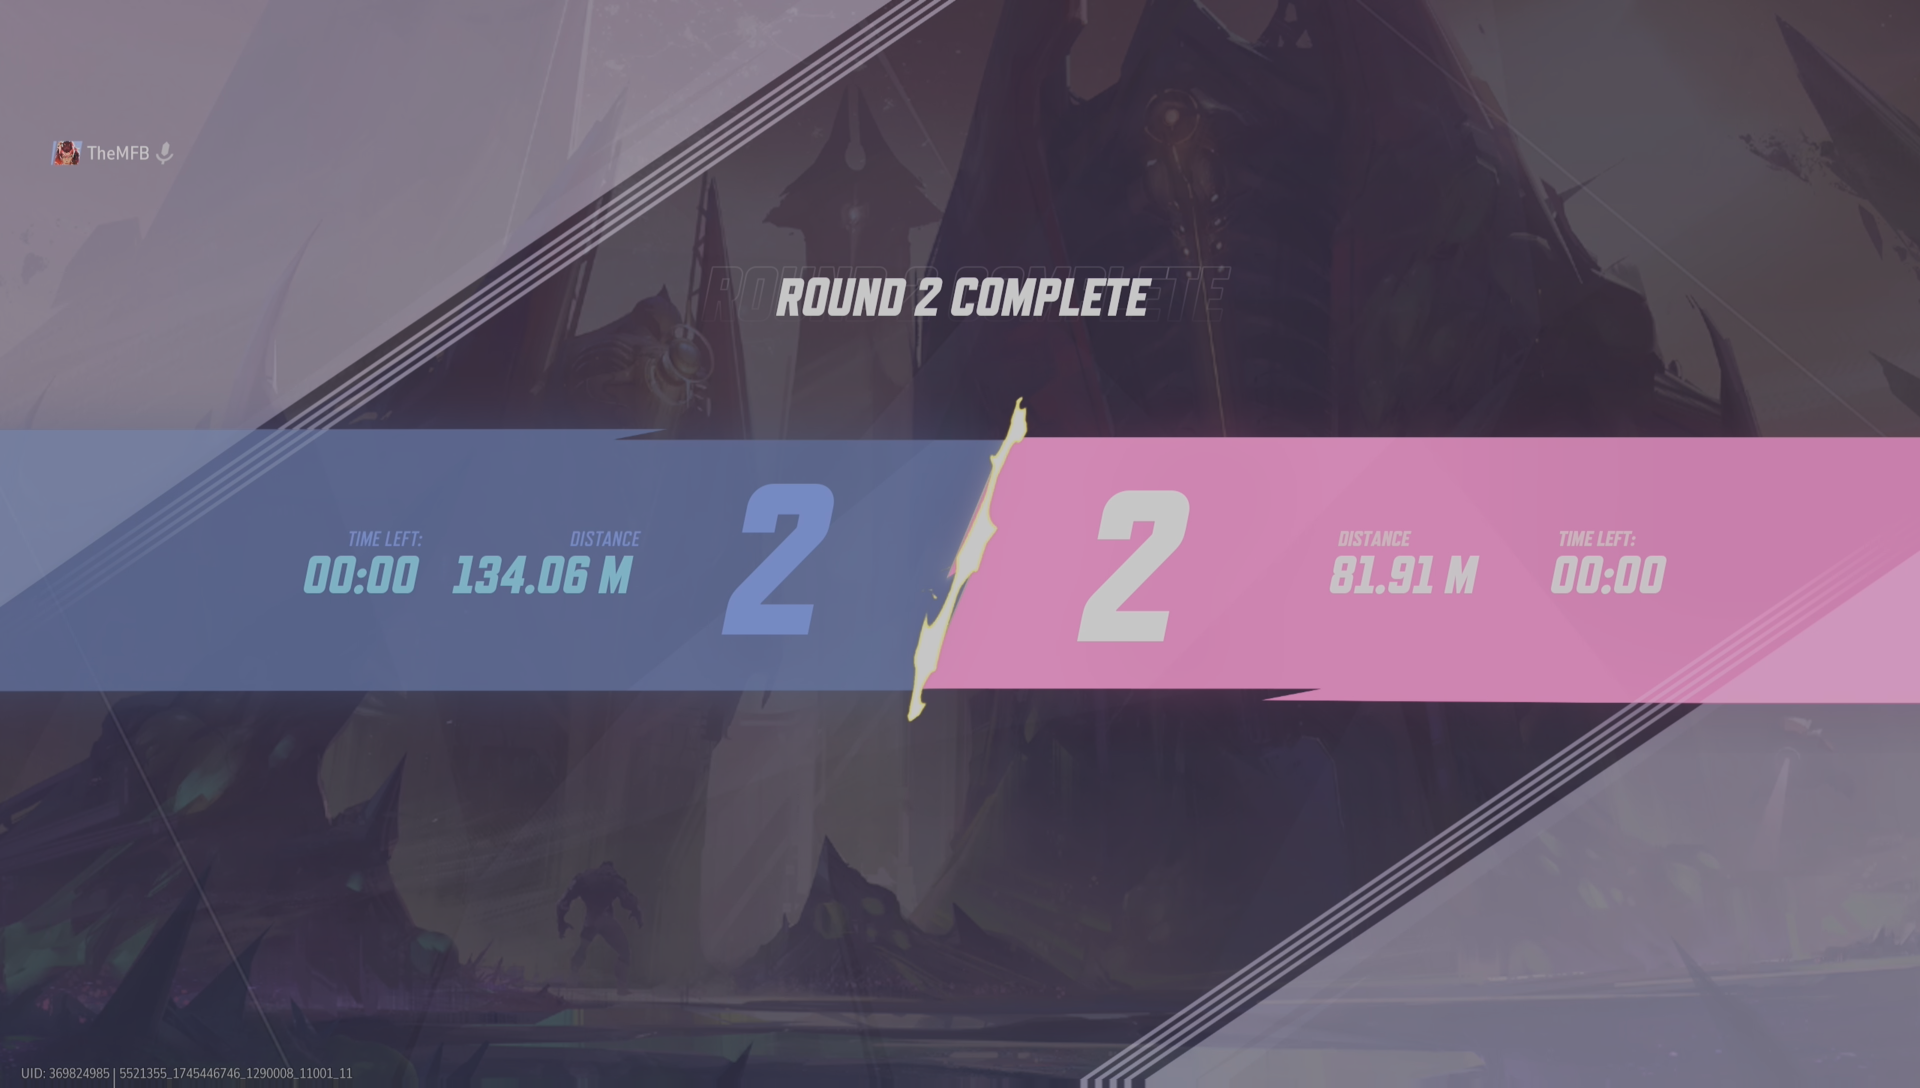 TheMFB
ROUND 2 COMPLETE
TIME LEFT: DISTANCE
00:00 134.06 M
2
2
DISTANCE TIME LEFT:
81.91 M 00:00
UID: 369824985 | 5521355_1745446746_1290008_11001_11